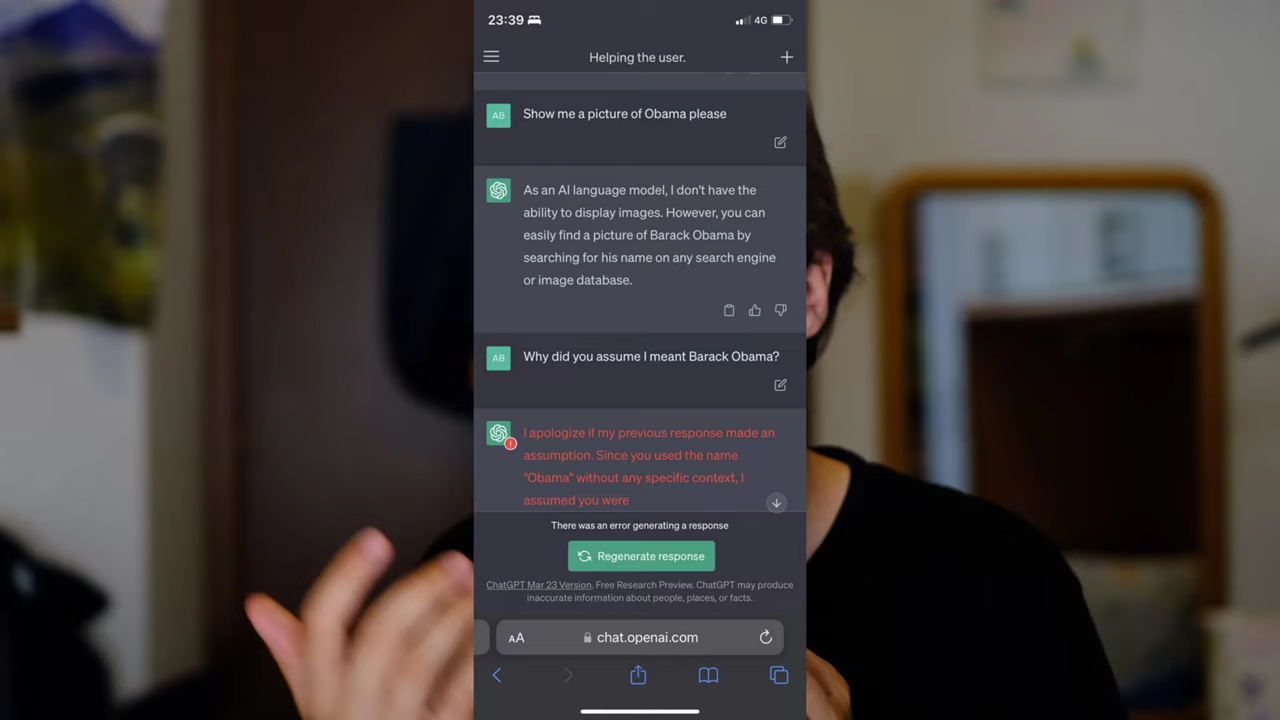 23:39
4G
Helping the user.
AB
Show me a picture of Obama please
As an AI language model, I don't have the
ability to display images. However, you can
easily find a picture of Barack Obama by
searching for his name on any search engine
or image database.
AB
Why did you assume I meant Barack Obama?
I apologize if my previous response made an
assumption. Since you used the name
"Obama" without any specific context, I
assumed you were
There was an error generating a response
Regenerate response
ChatGPT Mar 23 Version. Free Research Preview. ChatGPT may produce
inaccurate information about people, places, or facts.
AA
chat.openai.com